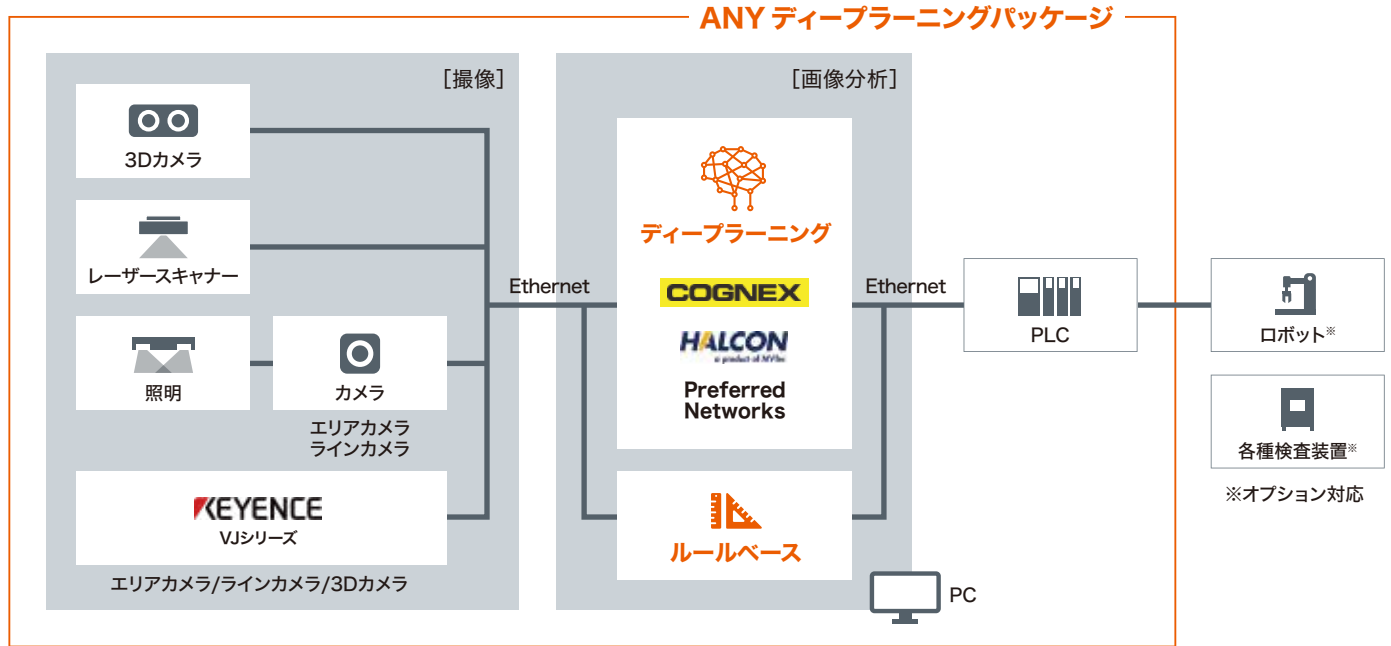 ANY ディープラーニングパッケージ
［撮像］
3Dカメラ
レーザースキャナー
照明
カメラ
エリアカメラ
ラインカメラ
KEYENCE
VJシリーズ
エリアカメラ/ラインカメラ/3Dカメラ
Ethernet
［画像分析］
ディープラーニング
COGNEX
HALCON
a product of MVTec
Preferred
Networks
ルールベース
PC
Ethernet
PLC
ロボット※
各種検査装置※
※オプション対応